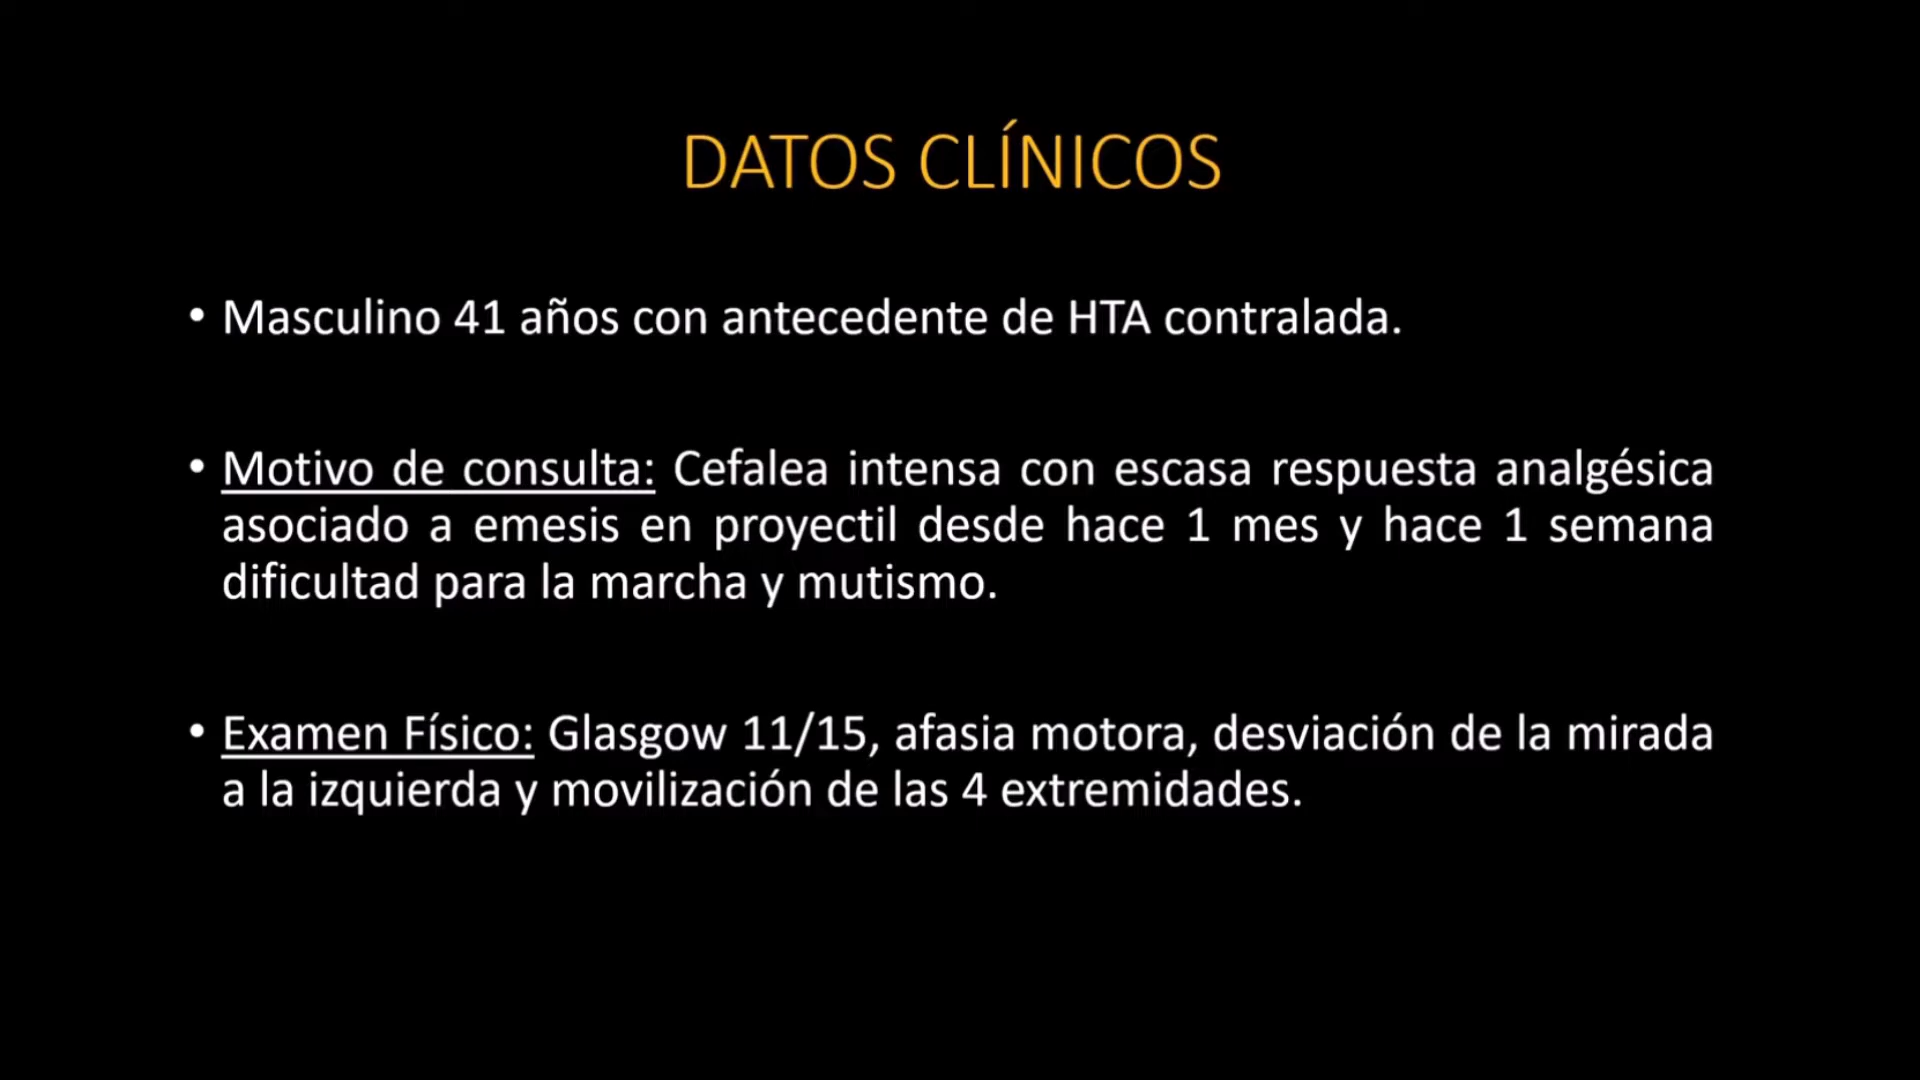 DATOS CLÍNICOS
• Masculino 41 años con antecedente de HTA contralada.
• Motivo de consulta: Cefalea intensa con escasa respuesta analgésica
asociado a emesis en proyectil desde hace 1 mes y hace 1 semana
dificultad para la marcha y mutismo.
• Examen Físico: Glasgow 11/15, afasia motora, desviación de la mirada
a la izquierda y movilización de las 4 extremidades.